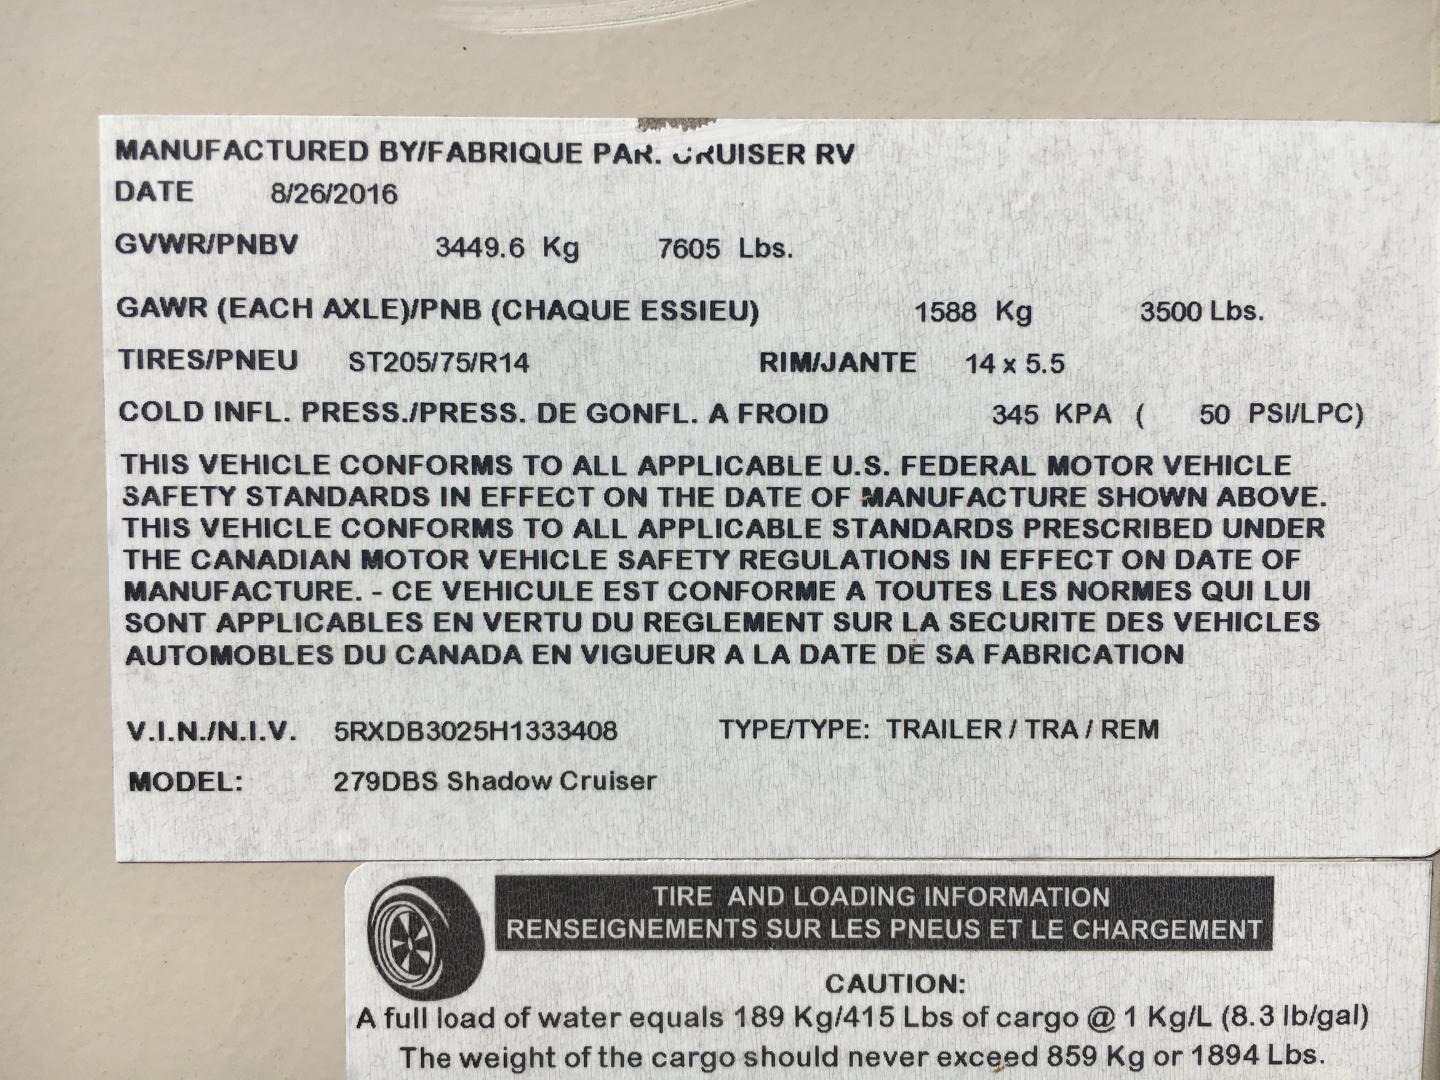 MANUFACTURED BY/FABRIQUE PAR. CRUISER RV
DATE 8/26/2016
GVWR/PNBV 3449.6 Kg 7605 Lbs.
GAWR (EACH AXLE)/PNB (CHAQUE ESSIEU) 1588 Kg 3500 Lbs.
TIRES/PNEU ST205/75/R14 RIM/JANTE 14 x 5.5
COLD INFL. PRESS./PRESS. DE GONFL. A FROID 345 KPA ( 50 PSI/LPC)
THIS VEHICLE CONFORMS TO ALL APPLICABLE U.S. FEDERAL MOTOR VEHICLE
SAFETY STANDARDS IN EFFECT ON THE DATE OF MANUFACTURE SHOWN ABOVE.
THIS VEHICLE CONFORMS TO ALL APPLICABLE STANDARDS PRESCRIBED UNDER
THE CANADIAN MOTOR VEHICLE SAFETY REGULATIONS IN EFFECT ON DATE OF
MANUFACTURE. - CE VEHICULE EST CONFORME A TOUTES LES NORMES QUI LUI
SONT APPLICABLES EN VERTU DU REGLEMENT SUR LA SECURITE DES VEHICLES
AUTOMOBLES DU CANADA EN VIGUEUR A LA DATE DE SA FABRICATION
V.I.N./N.I.V. 5RXDB3025H1333408 TYPE/TYPE: TRAILER / TRA / REM
MODEL: 279DBS Shadow Cruiser
TIRE AND LOADING INFORMATION
RENSEIGNEMENTS SUR LES PNEUS ET LE CHARGEMENT
CAUTION:
A full load of water equals 189 Kg/415 Lbs of cargo @ 1 Kg/L (8.3 lb/gal)
The weight of the cargo should never exceed 859 Kg or 1894 Lbs.